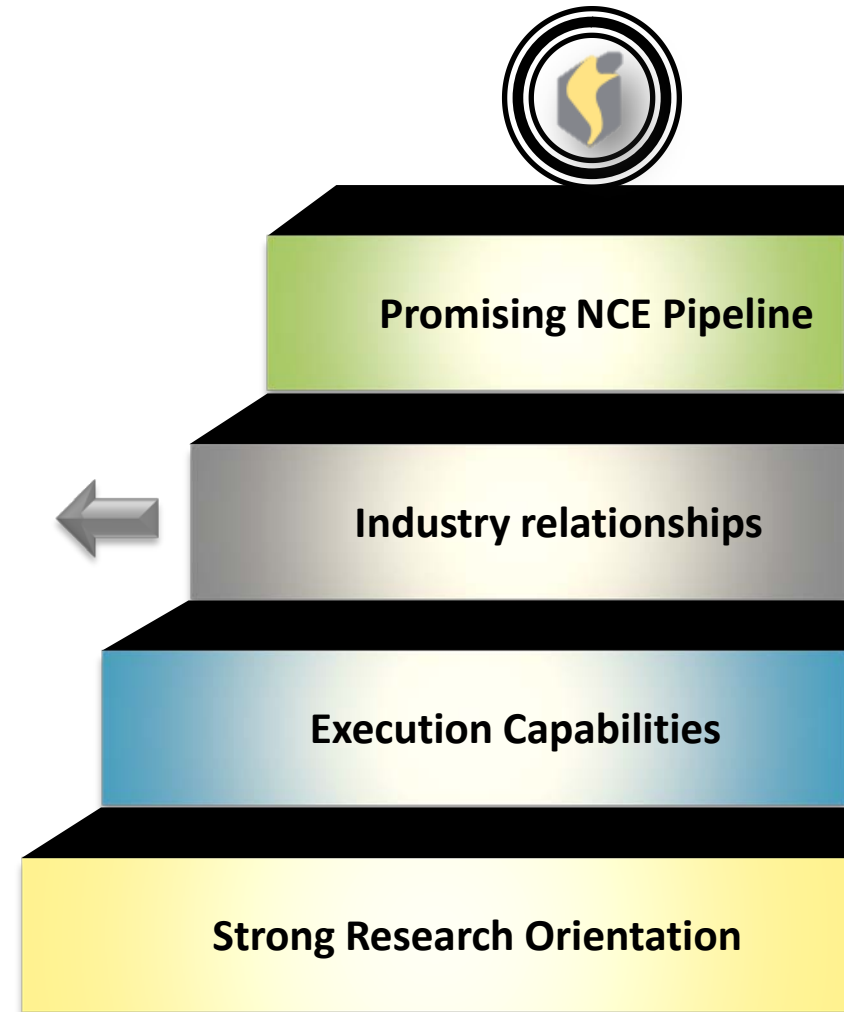 Promising NCE Pipeline
Industry relationships
Execution Capabilities
Strong Research Orientation